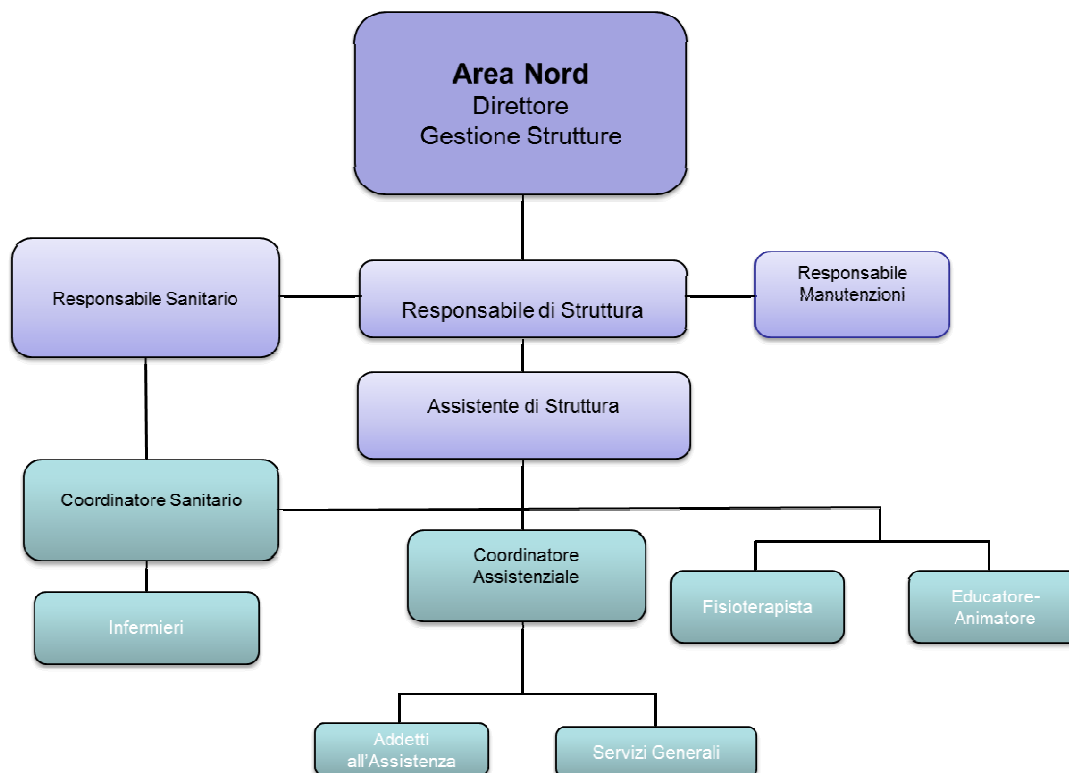 Area Nord
Direttore
Gestione Strutture
Responsabile Sanitario
Responsabile di Struttura
Responsabile
Manutenzioni
Assistente di Struttura
Coordinatore Sanitario
Coordinatore
Assistenziale
Fisioterapista
Educatore-
Animatore
Infermieri
Addetti
all'Assistenza
Servizi Generali